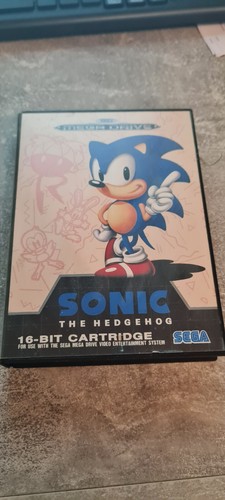 MEGA DRIVE
SONIC
THE HEDGEHOG
16-BIT CARTRIDGE
FOR USE WITH THE SEGA MEGA DRIVE VIDEO ENTERTAINMENT SYSTEM
SEGA